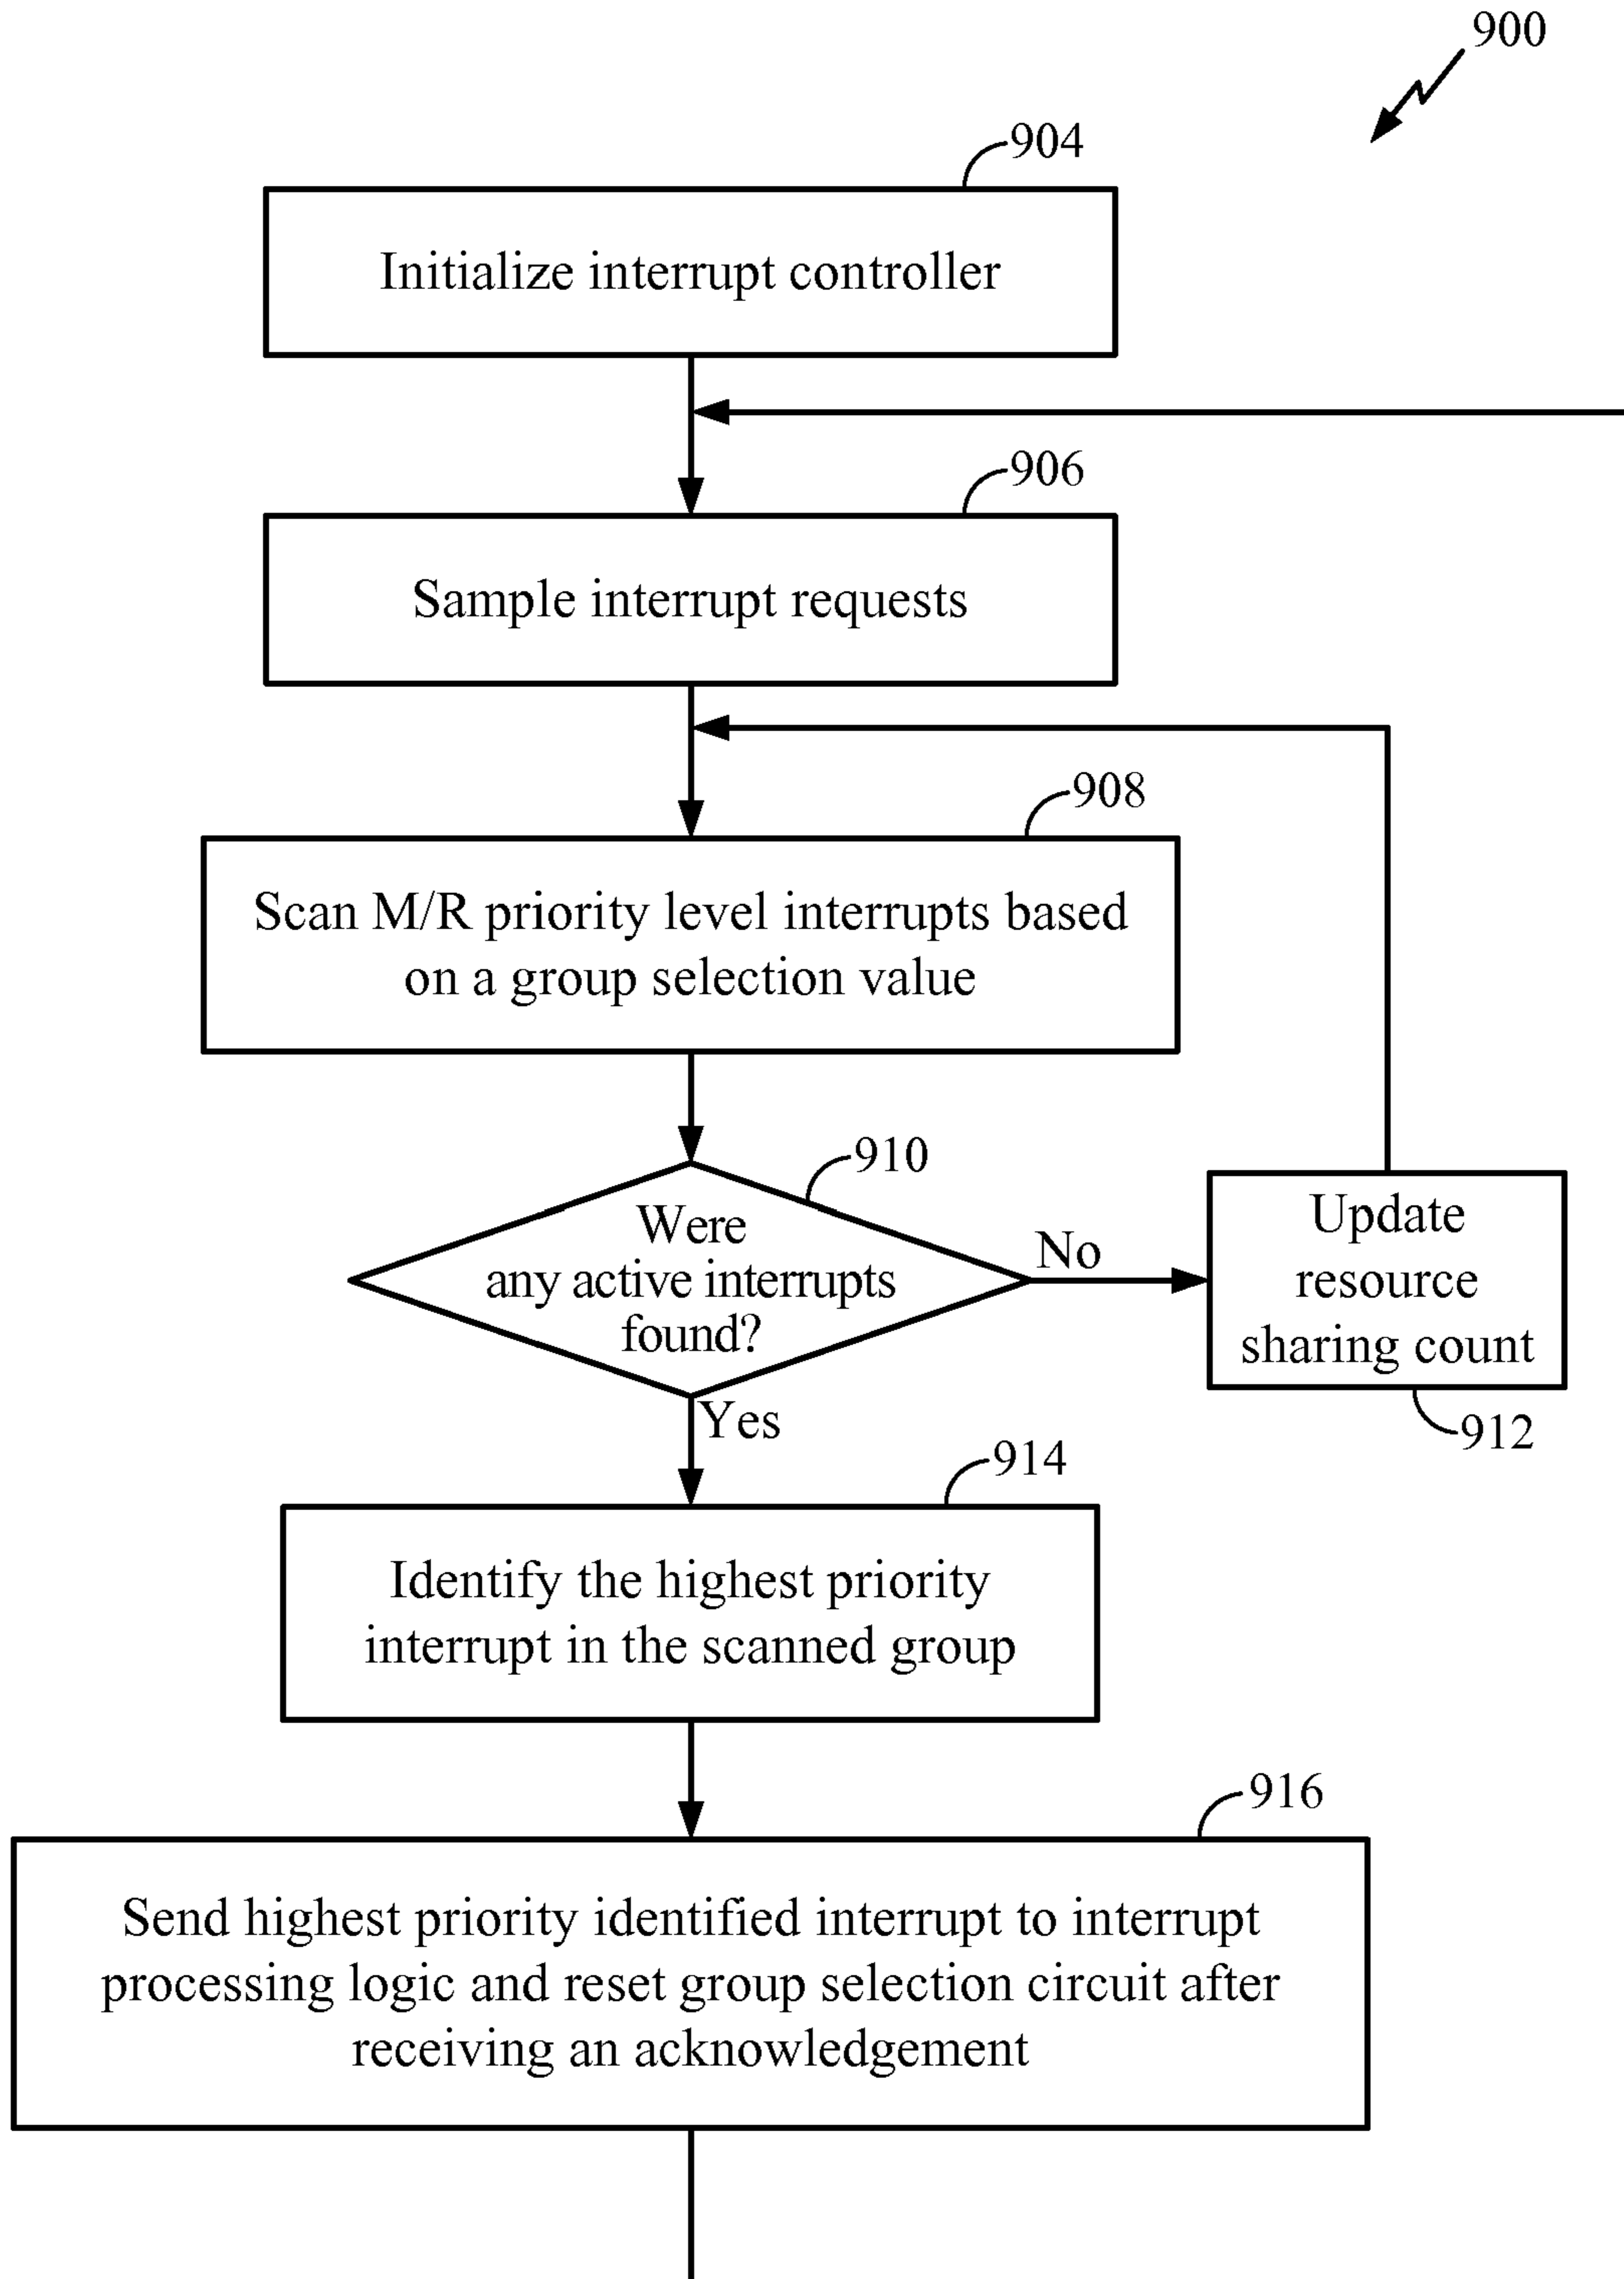 900
904
Initialize interrupt controller
906
Sample interrupt requests
908
Scan M/R priority level interrupts based
on a group selection value
910
Were
any active interrupts
found?
No
Update
resource
sharing count
912
Yes
914
Identify the highest priority
interrupt in the scanned group
916
Send highest priority identified interrupt to interrupt
processing logic and reset group selection circuit after
receiving an acknowledgement